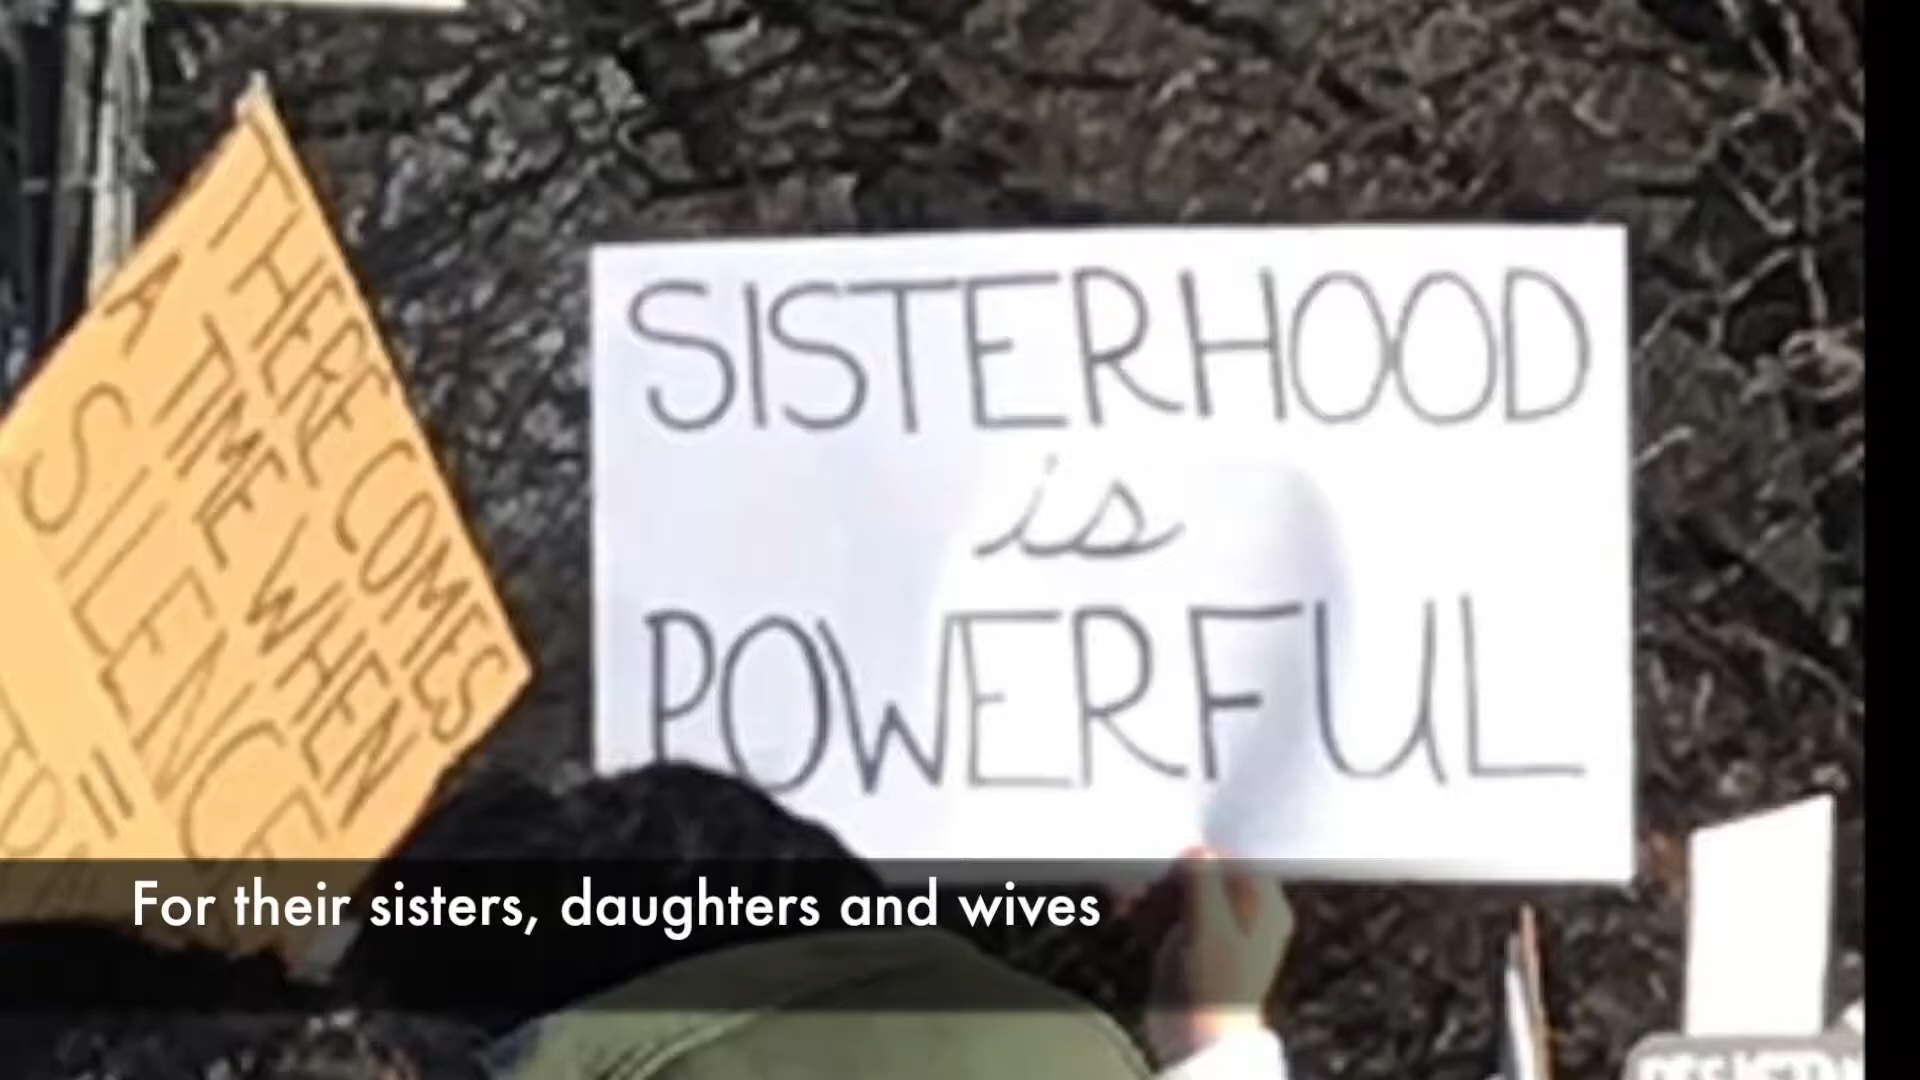 THERE COMES
A TIME WHEN
SILENCE
=
SISTERHOOD
is
POWERFUL
For their sisters, daughters and wives